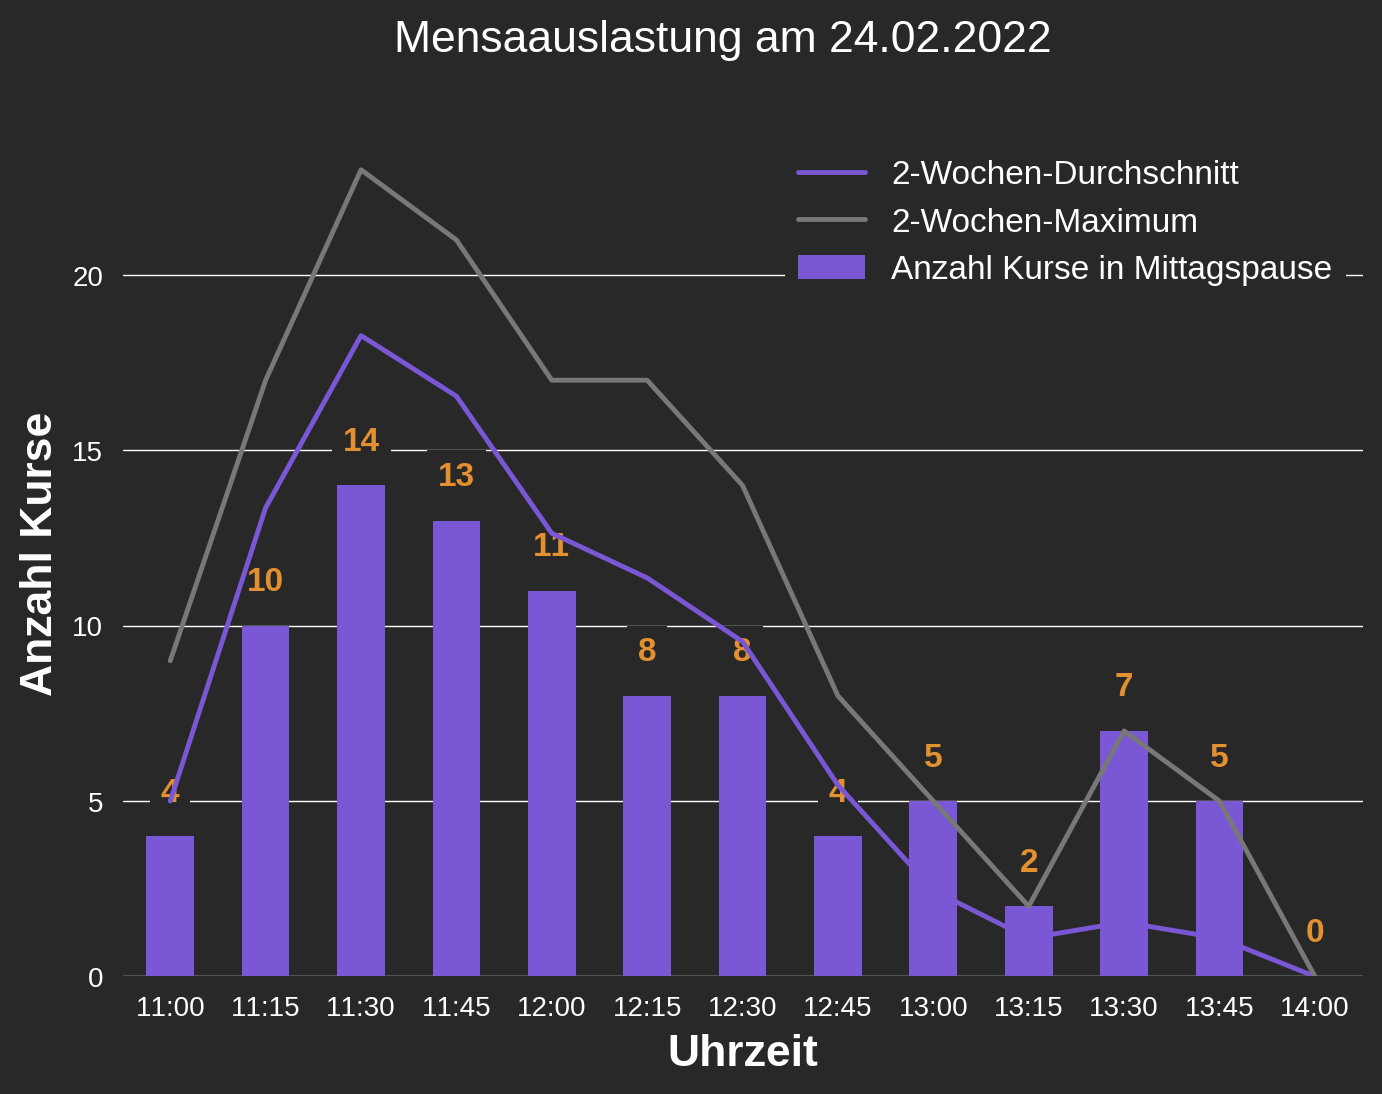 Mensaauslastung am 24.02.2022
2-Wochen-Durchschnitt
2-Wochen-Maximum
Anzahl Kurse in Mittagspause
Anzahl Kurse
20
15
10
5
0
4
10
14
13
11
8
8
4
5
2
7
5
0
11:00 11:15 11:30 11:45 12:00 12:15 12:30 12:45 13:00 13:15 13:30 13:45 14:00
Uhrzeit